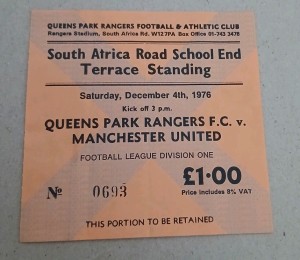 QUEENS PARK RANGERS FOOTBALL & ATHLETIC CLUB
Rangers Stadium, South Africa Rd. W12 7PA Box Office 01-743 3478
South Africa Road School End
Terrace Standing
Saturday, December 4th, 1976
Kick off 3 p.m.
QUEENS PARK RANGERS F.C. v.
MANCHESTER UNITED
FOOTBALL LEAGUE DIVISION ONE
£1·00
Price includes 8% VAT
№ 0693
THIS PORTION TO BE RETAINED